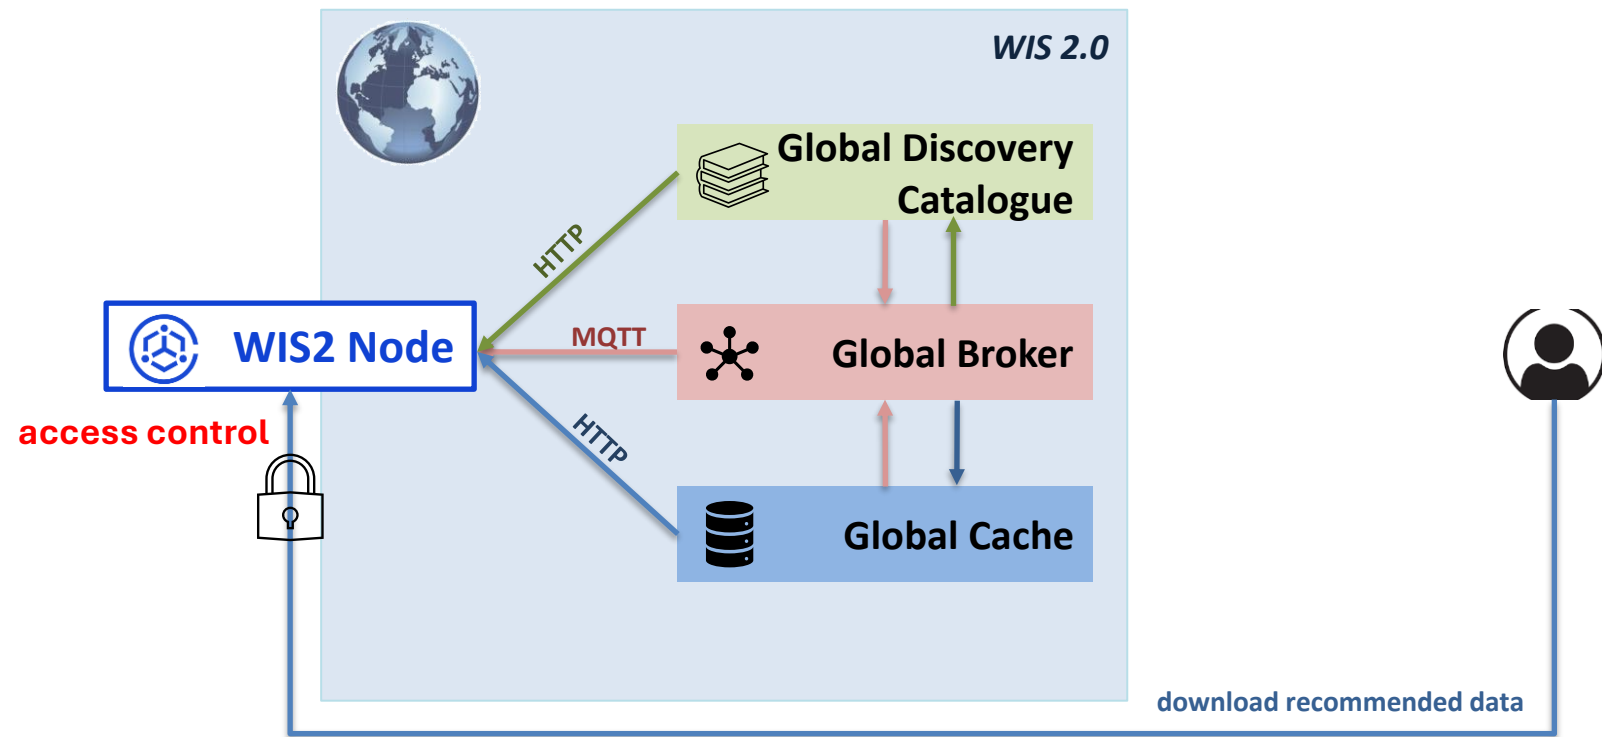 WIS 2.0
Global Discovery
Catalogue
HTTP
WIS2 Node
MQTT
Global Broker
access control
HTTP
Global Cache
download recommended data